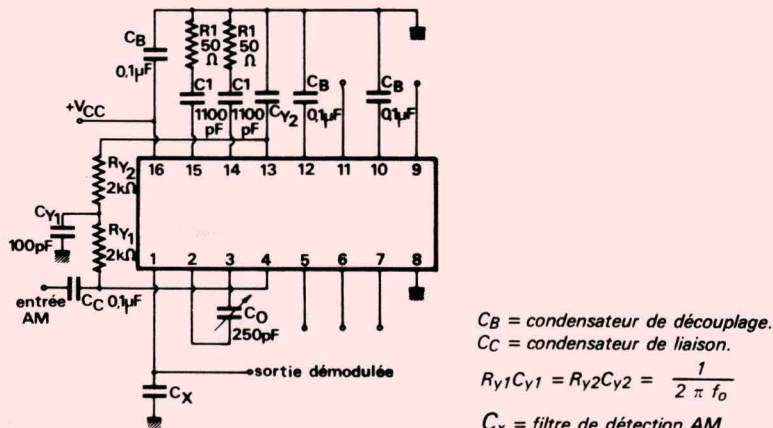 CB
0,1µF
R1
50
Ω
R1
50
Ω
C1
1100
pF
C1
1100
pF
CY2
CB
0,1µF
CB
0,1µF
+VCC
16 15 14 13 12 11 10 9
RY2
2kΩ
CY1
100pF
RY1
2kΩ
1 2 3 4 5 6 7 8
entrée
AM
CC 0,1µF
CO
250pF
sortie démodulée
CX
CB = condensateur de découplage.
CC = condensateur de liaison.
Ry1Cy1 = Ry2Cy2 = 1
2 π fo
Cx = filtre de détection AM